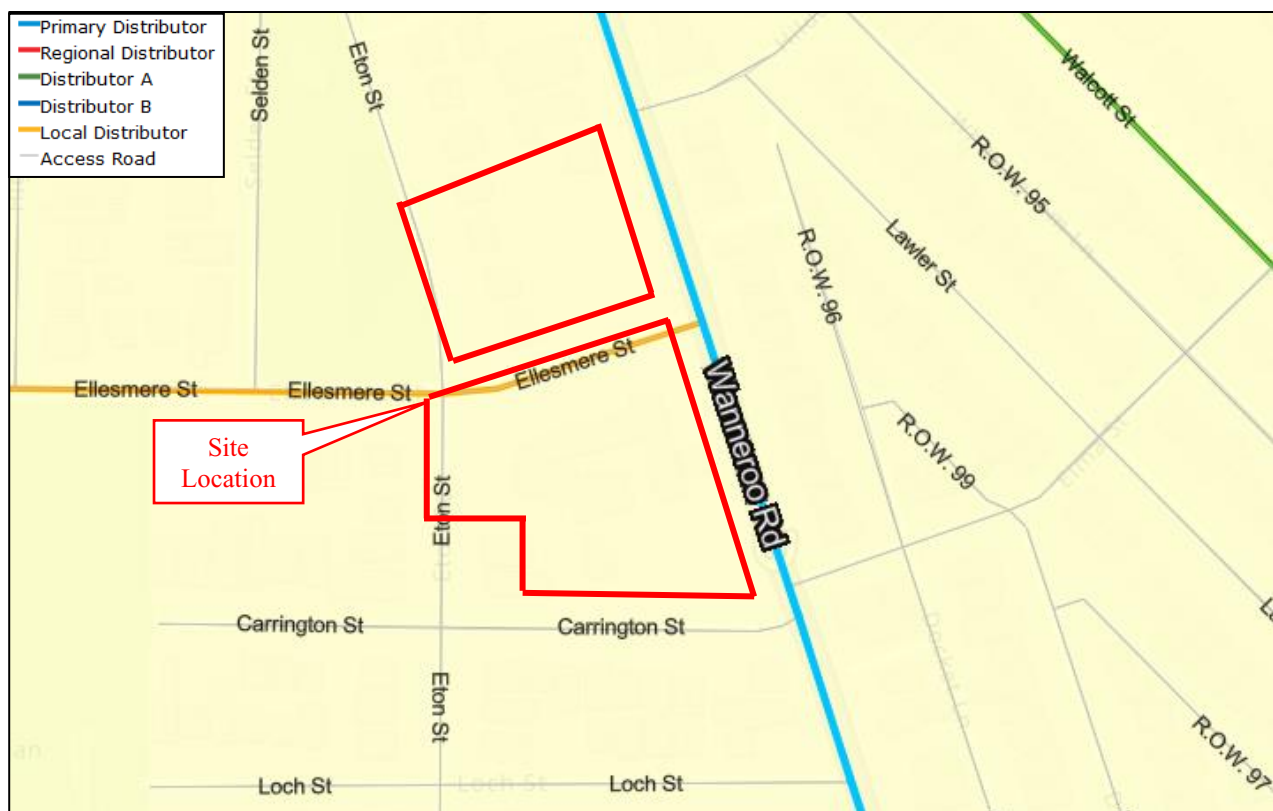 Primary Distributor
Regional Distributor
Distributor A
Distributor B
Local Distributor
Access Road
Selden St
Eton St
Walcott St
R.O.W. 95
Lawler St
R.O.W. 96
Ellesmere St
Ellesmere St
Ellesmere St
Wanneroo Rd
Site
Location
R.O.W. 99
Eton St
Carrington St
Carrington St
Eton St
R.O.W. 97
Loch St
Loch St
Loch St